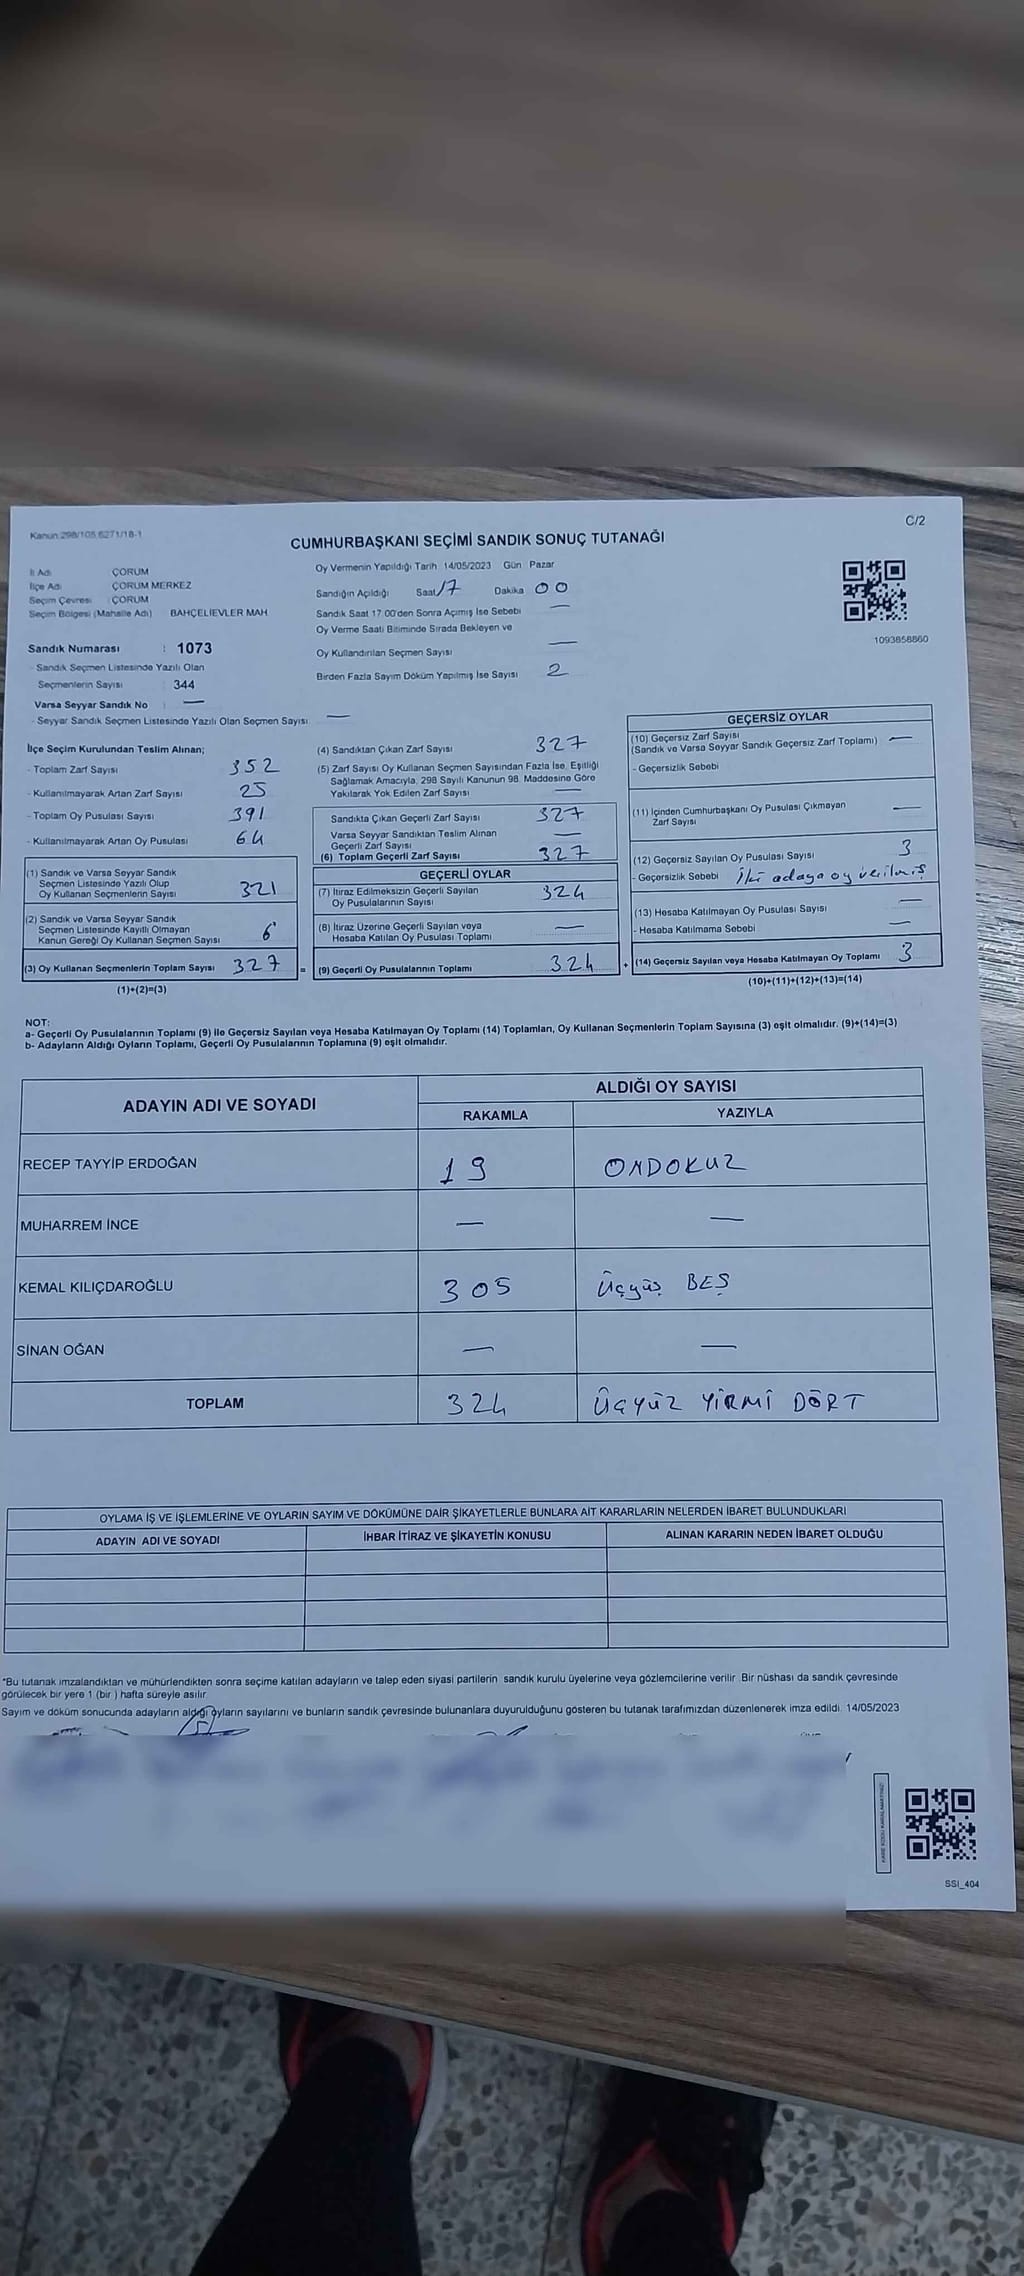 Kanun:298/105,6271/18-1
C/2
CUMHURBAŞKANI SEÇİMİ SANDIK SONUÇ TUTANAĞI
İl Adı ÇORUM
İlçe Adı ÇORUM MERKEZ
Seçim Çevresi : ÇORUM
Seçim Bölgesi (Mahalle Adı) BAHÇELİEVLER MAH
Oy Vermenin Yapıldığı Tarih 14/05/2023 Gün Pazar
Sandığın Açıldığı Saat 17 Dakika 00
Sandık Saat 17.00'den Sonra Açımış İse Sebebi —
Oy Verme Saati Bitiminde Sırada Bekleyen ve
Oy Kullandırılan Seçmen Sayısı —
Birden Fazla Sayım Döküm Yapılmış İse Sayısı 2
1093858860
Sandık Numarası : 1073
- Sandık Seçmen Listesinde Yazılı Olan
Seçmenlerin Sayısı : 344
Varsa Seyyar Sandık No : —
- Seyyar Sandık Seçmen Listesinde Yazılı Olan Seçmen Sayısı —
İlçe Seçim Kurulundan Teslim Alınan;
- Toplam Zarf Sayısı 352
- Kullanılmayarak Artan Zarf Sayısı 25
- Toplam Oy Pusulası Sayısı 391
- Kullanılmayarak Artan Oy Pusulası 64
(1) Sandık ve Varsa Seyyar Sandık
Seçmen Listesinde Yazılı Olup
Oy Kullanan Seçmenlerin Sayısı 321
(2) Sandık ve Varsa Seyyar Sandık
Seçmen Listesinde Kayıtlı Olmayan
Kanun Gereği Oy Kullanan Seçmen Sayısı 6
(3) Oy Kullanan Seçmenlerin Toplam Sayısı 327 =
(1)+(2)=(3)
(4) Sandıktan Çıkan Zarf Sayısı 327
(5) Zarf Sayısı Oy Kullanan Seçmen Sayısından Fazla İse, Eşitliği
Sağlamak Amacıyla, 298 Sayılı Kanunun 98. Maddesine Göre
Yakılarak Yok Edilen Zarf Sayısı —
Sandıkta Çıkan Geçerli Zarf Sayısı 327
Varsa Seyyar Sandıktan Teslim Alınan
Geçerli Zarf Sayısı —
(6) Toplam Geçerli Zarf Sayısı 327
GEÇERLİ OYLAR
(7) İtiraz Edilmeksizin Geçerli Sayılan
Oy Pusulalarının Sayısı 324
(8) İtiraz Üzerine Geçerli Sayılan veya
Hesaba Katılan Oy Pusulası Toplamı —
(9) Geçerli Oy Pusulalarının Toplamı 324 +
GEÇERSİZ OYLAR
(10) Geçersiz Zarf Sayısı —
(Sandık ve Varsa Seyyar Sandık Geçersiz Zarf Toplamı)
- Geçersizlik Sebebi
(11) İçinden Cumhurbaşkanı Oy Pusulası Çıkmayan
Zarf Sayısı —
(12) Geçersiz Sayılan Oy Pusulası Sayısı 3
- Geçersizlik Sebebi İki adaya oy verilmiş
(13) Hesaba Katılmayan Oy Pusulası Sayısı —
- Hesaba Katılmama Sebebi —
(14) Geçersiz Sayılan veya Hesaba Katılmayan Oy Toplamı 3
(10)+(11)+(12)+(13)=(14)
NOT:
a- Geçerli Oy Pusulalarının Toplamı (9) ile Geçersiz Sayılan veya Hesaba Katılmayan Oy Toplamı (14) Toplamları, Oy Kullanan Seçmenlerin Toplam Sayısına (3) eşit olmalıdır. (9)+(14)=(3)
b- Adayların Aldığı Oyların Toplamı, Geçerli Oy Pusulalarının Toplamına (9) eşit olmalıdır.
ADAYIN ADI VE SOYADI
ALDIĞI OY SAYISI
RAKAMLA YAZIYLA
RECEP TAYYİP ERDOĞAN 19 ONDOKUZ
MUHARREM İNCE — —
KEMAL KILIÇDAROĞLU 305 Üçyüş BEŞ
SİNAN OĞAN — —
TOPLAM 324 ÜÇYÜZ YİRMİ DÖRT
OYLAMA İŞ VE İŞLEMLERİNE VE OYLARIN SAYIM VE DÖKÜMÜNE DAİR ŞİKAYETLERLE BUNLARA AİT KARARLARIN NELERDEN İBARET BULUNDUKLARI
ADAYIN ADI VE SOYADI İHBAR İTİRAZ VE ŞİKAYETİN KONUSU ALINAN KARARIN NEDEN İBARET OLDUĞU
*Bu tutanak imzalandıktan ve mühürlendikten sonra seçime katılan adayların ve talep eden siyasi partilerin sandık kurulu üyelerine veya gözlemcilerine verilir. Bir nüshası da sandık çevresinde
görülecek bir yere 1 (bir ) hafta süreyle asılır.
Sayım ve döküm sonucunda adayların aldığı oyların sayılarını ve bunların sandık çevresinde bulunanlara duyurulduğunu gösteren bu tutanak tarafımızdan düzenlenerek imza edildi. 14/05/2023
SSI_404